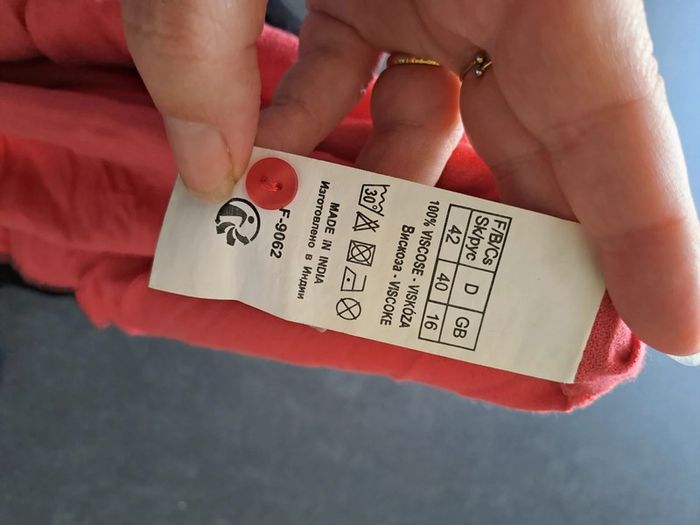 F/B/Cs D GB
Sk/рус
42 40 16
100% VISCOSE - VISKÓZA
Вискоза - VISCOKE
30
MADE IN INDIA
Изготовлено в Индии
F-9062